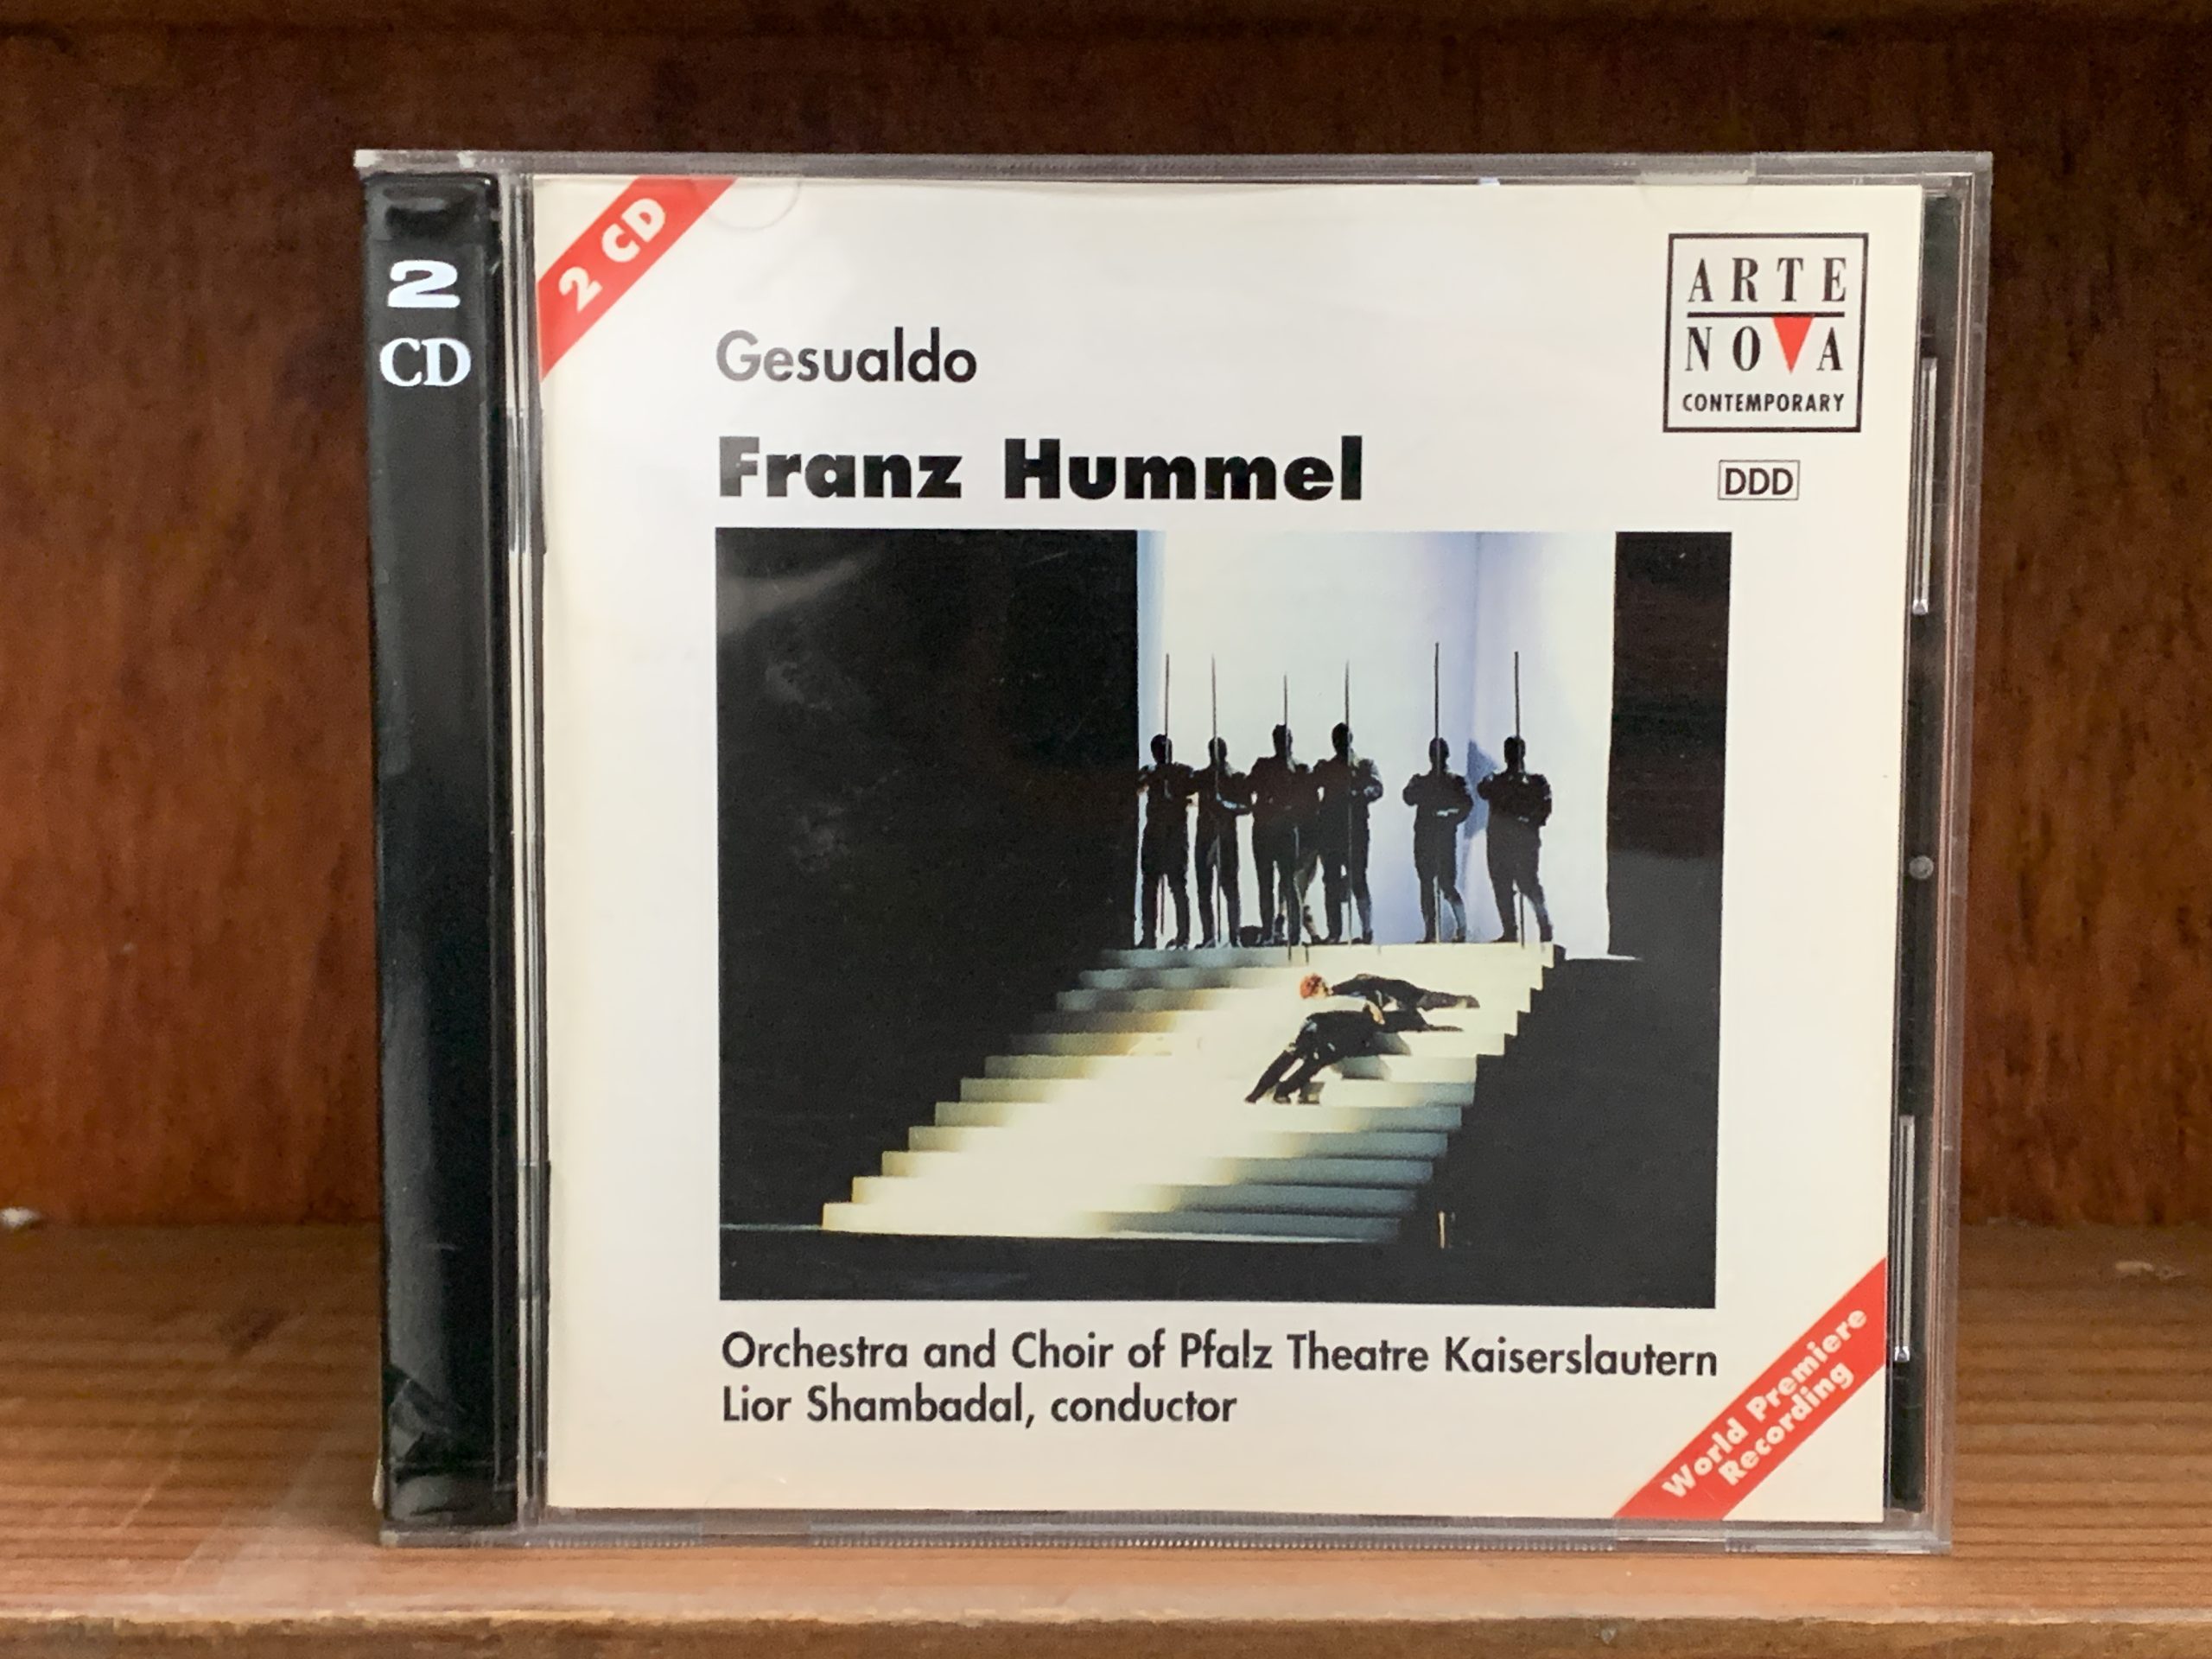 2
CD
2 CD
Gesualdo
Franz Hummel
ARTE
NOVA
CONTEMPORARY
DDD
Orchestra and Choir of Pfalz Theatre Kaiserslautern
Lior Shambadal, conductor
World Premiere
Recording